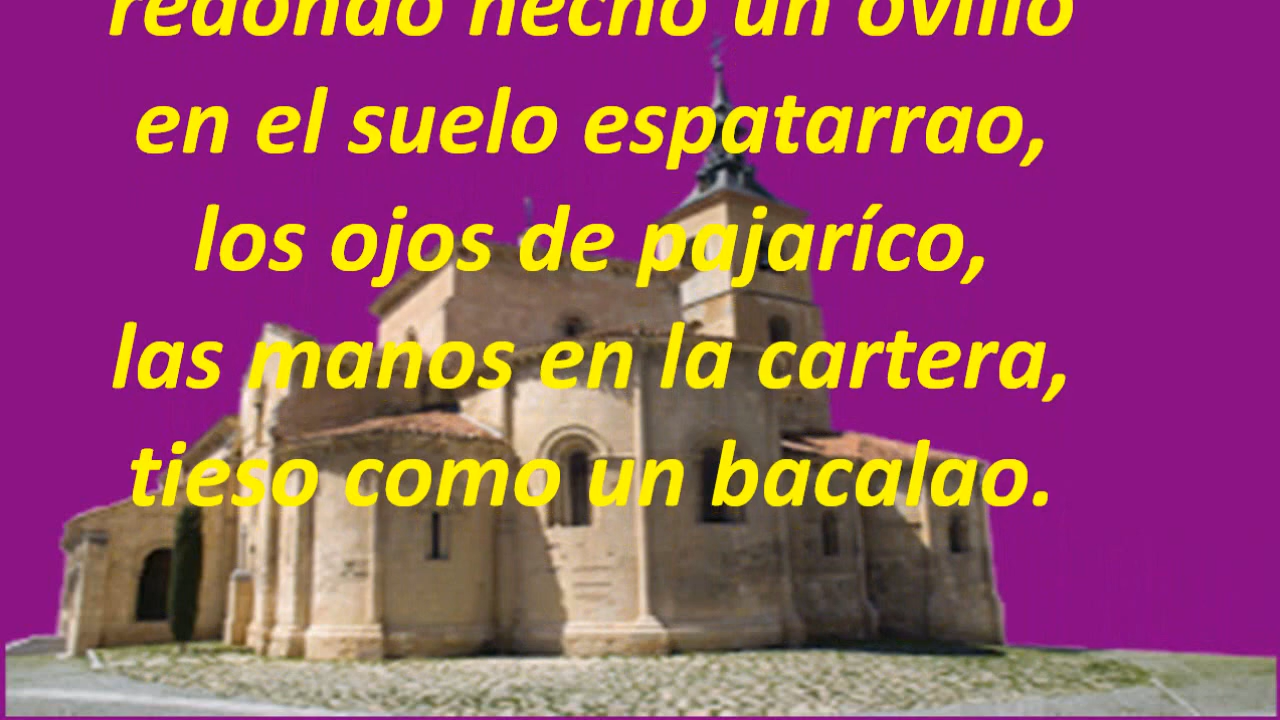 redondo hecho un ovillo
en el suelo espatarrao,
los ojos de pajaríco,
las manos en la cartera,
tieso como un bacalao.